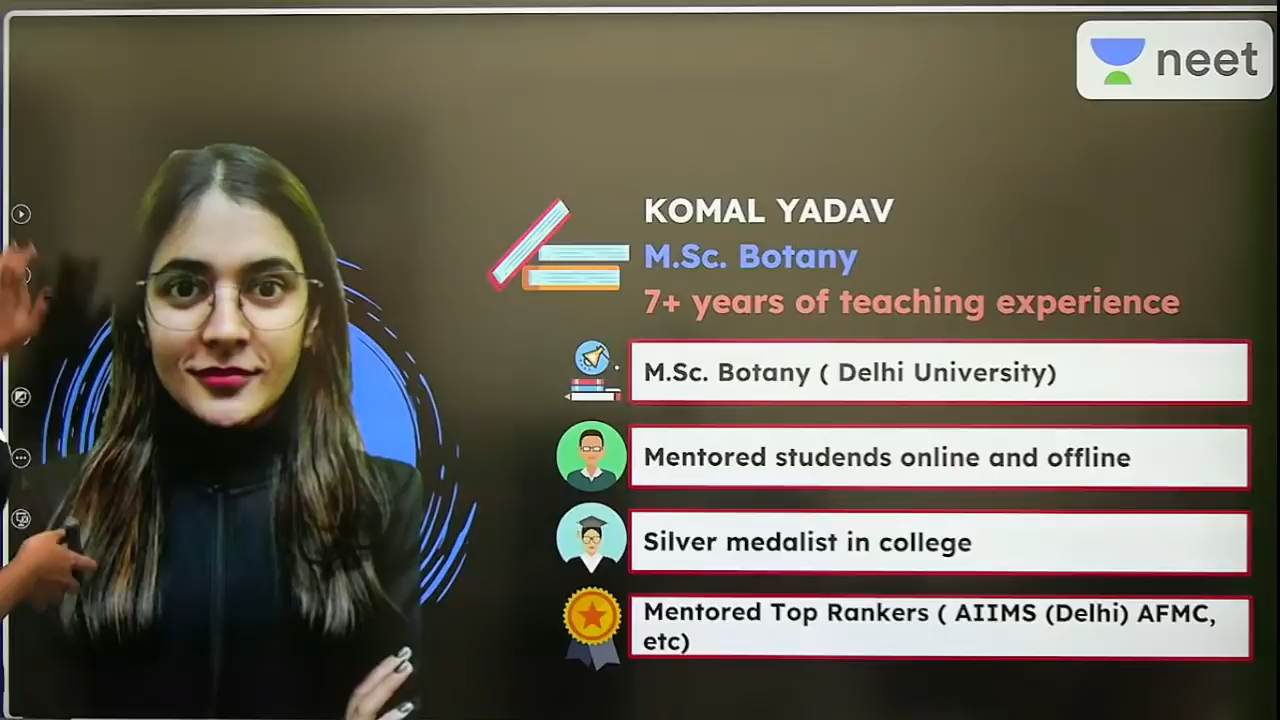 neet
KOMAL YADAV
M.Sc. Botany
7+ years of teaching experience
M.Sc. Botany ( Delhi University)
Mentored studends online and offline
Silver medalist in college
Mentored Top Rankers ( AIIMS (Delhi) AFMC,
etc)